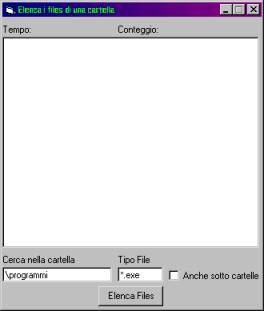 Elenca i files di una cartella
Tempo: Conteggio:
Cerca nella cartella Tipo File
\programmi *.exe Anche sotto cartelle
Elenca Files